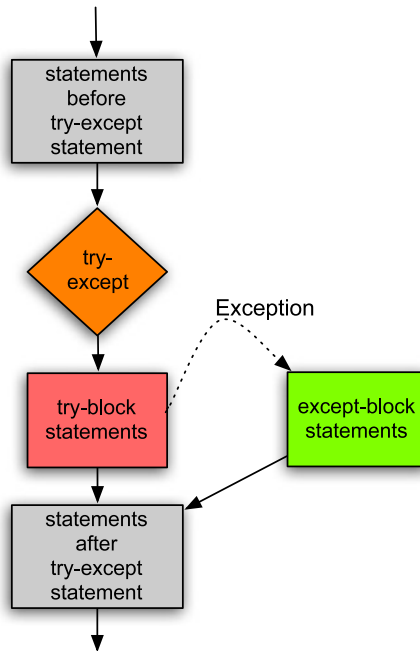 statements
before
try-except
statement
try-
except
Exception
try-block
statements
except-block
statements
statements
after
try-except
statement